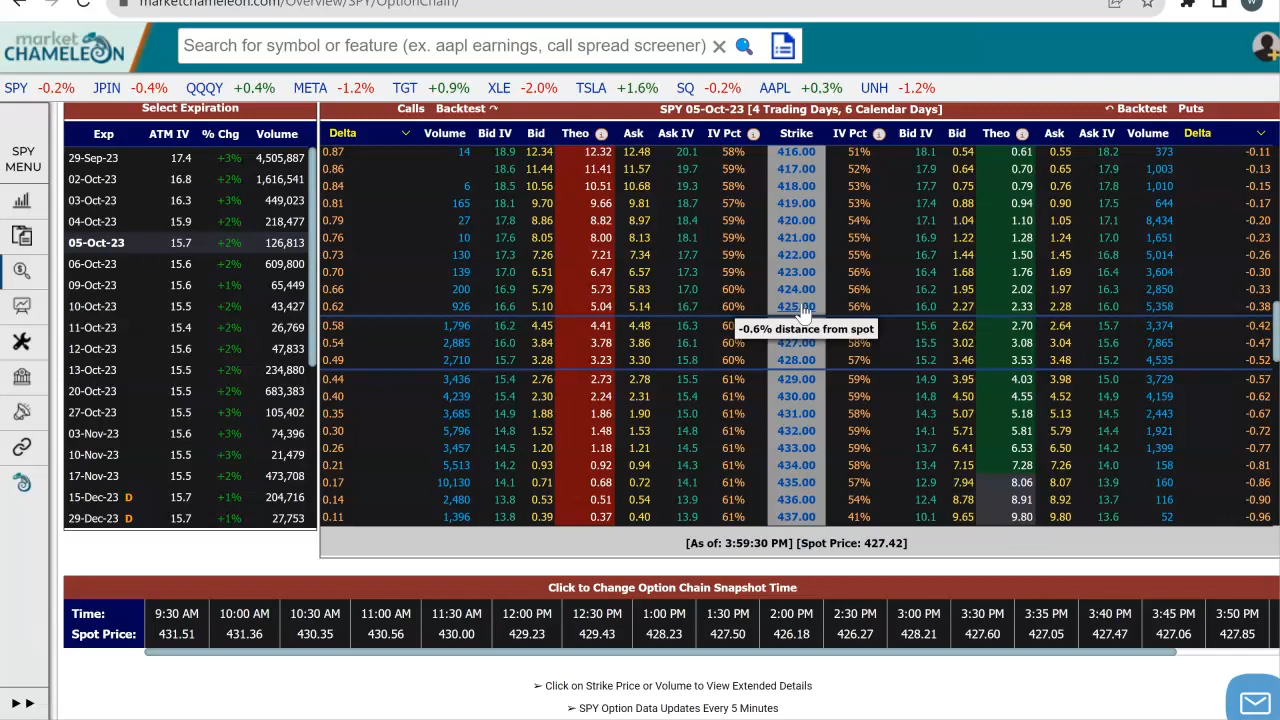 marketchameleon.com/Overview/SPY/OptionChain/
W
market
CHAMELEON
Search for symbol or feature (ex. aapl earnings, call spread screener)
SPY -0.2% JPIN -0.4% QQQY +0.4% META -1.2% TGT +0.9% XLE -2.0% TSLA +1.6% SQ -0.2% AAPL +0.3% UNH -1.2%
SPY
MENU
Select Expiration
Exp ATM IV % Chg Volume
29-Sep-23 17.4 +3% 4,505,887
02-Oct-23 16.8 +2% 1,616,541
03-Oct-23 16.3 +3% 449,023
04-Oct-23 15.9 +2% 218,477
05-Oct-23 15.7 +2% 126,813
06-Oct-23 15.6 +2% 609,800
09-Oct-23 15.6 +1% 65,449
10-Oct-23 15.5 +2% 43,427
11-Oct-23 15.4 +2% 26,769
12-Oct-23 15.6 +2% 47,833
13-Oct-23 15.5 +2% 234,880
20-Oct-23 15.5 +2% 683,383
27-Oct-23 15.5 +3% 105,402
03-Nov-23 15.6 +3% 74,396
10-Nov-23 15.5 +3% 21,479
17-Nov-23 15.5 +2% 473,708
15-Dec-23 D 15.7 +1% 204,716
29-Dec-23 D 15.7 +1% 27,753
Calls Backtest SPY 05-Oct-23 [4 Trading Days, 6 Calendar Days] Backtest Puts
Delta Volume Bid IV Bid Theo Ask Ask IV IV Pct Strike IV Pct Bid IV Bid Theo Ask Ask IV Volume Delta
0.87 14 18.9 12.34 12.32 12.48 20.1 58% 416.00 51% 18.1 0.54 0.61 0.55 18.2 373 -0.11
0.86 18.6 11.44 11.41 11.57 19.7 59% 417.00 52% 17.9 0.64 0.70 0.65 17.9 1,003 -0.13
0.84 6 18.5 10.56 10.51 10.68 19.3 58% 418.00 53% 17.7 0.75 0.79 0.76 17.8 1,010 -0.15
0.81 165 18.1 9.70 9.66 9.81 18.7 57% 419.00 53% 17.4 0.88 0.94 0.90 17.5 644 -0.17
0.79 27 17.8 8.86 8.82 8.97 18.4 59% 420.00 54% 17.1 1.04 1.10 1.05 17.1 8,434 -0.20
0.76 10 17.6 8.05 8.00 8.13 18.1 59% 421.00 55% 16.9 1.22 1.28 1.24 17.0 1,651 -0.23
0.73 130 17.3 7.26 7.21 7.34 17.7 59% 422.00 55% 16.7 1.44 1.50 1.45 16.8 5,014 -0.26
0.70 139 17.0 6.51 6.47 6.57 17.3 59% 423.00 56% 16.4 1.68 1.76 1.69 16.4 3,604 -0.30
0.66 200 16.9 5.79 5.73 5.83 17.0 60% 424.00 56% 16.2 1.95 2.02 1.97 16.3 2,850 -0.33
0.62 926 16.6 5.10 5.04 5.14 16.7 60% 425.00 56% 16.0 2.27 2.33 2.28 16.0 5,358 -0.38
0.58 1,796 16.2 4.45 4.41 4.48 16.3 15.6 2.62 2.70 2.64 15.7 3,374 -0.42
-0.6% distance from spot
0.54 2,885 16.0 3.84 3.78 3.86 16.1 60% 427.00 58% 15.5 3.02 3.08 3.04 15.6 7,865 -0.47
0.49 2,710 15.7 3.28 3.23 3.30 15.8 60% 428.00 57% 15.2 3.46 3.53 3.48 15.2 4,535 -0.52
0.44 3,436 15.4 2.76 2.73 2.78 15.5 61% 429.00 59% 14.9 3.95 4.03 3.98 15.0 3,729 -0.57
0.40 4,239 15.4 2.30 2.24 2.31 15.4 61% 430.00 59% 14.8 4.50 4.55 4.52 14.9 4,159 -0.62
0.35 3,685 14.9 1.88 1.86 1.90 15.0 61% 431.00 59% 14.3 5.07 5.18 5.13 14.5 2,443 -0.67
0.30 5,796 14.8 1.52 1.48 1.53 14.8 61% 432.00 59% 14.1 5.71 5.81 5.79 14.4 1,921 -0.72
0.26 3,457 14.5 1.20 1.18 1.21 14.5 61% 433.00 59% 13.7 6.41 6.53 6.50 14.2 1,399 -0.77
0.21 5,513 14.2 0.93 0.92 0.94 14.3 61% 434.00 58% 13.4 7.15 7.28 7.26 14.0 158 -0.81
0.17 10,130 14.1 0.71 0.68 0.72 14.1 61% 435.00 57% 12.9 7.94 8.06 8.07 13.9 160 -0.86
0.14 2,480 13.8 0.53 0.51 0.54 13.9 61% 436.00 54% 12.4 8.78 8.91 8.92 13.7 116 -0.90
0.11 1,396 13.8 0.39 0.37 0.40 13.9 61% 437.00 41% 10.1 9.65 9.80 9.80 13.6 52 -0.96
[As of: 3:59:30 PM] [Spot Price: 427.42]
Click to Change Option Chain Snapshot Time
Time: 9:30 AM 10:00 AM 10:30 AM 11:00 AM 11:30 AM 12:00 PM 12:30 PM 1:00 PM 1:30 PM 2:00 PM 2:30 PM 3:00 PM 3:30 PM 3:35 PM 3:40 PM 3:45 PM 3:50 PM
Spot Price: 431.51 431.36 430.35 430.56 430.00 429.23 429.43 428.23 427.50 426.18 426.27 428.21 427.60 427.05 427.47 427.06 427.85
➢ Click on Strike Price or Volume to View Extended Details
➢ SPY Option Data Updates Every 5 Minutes